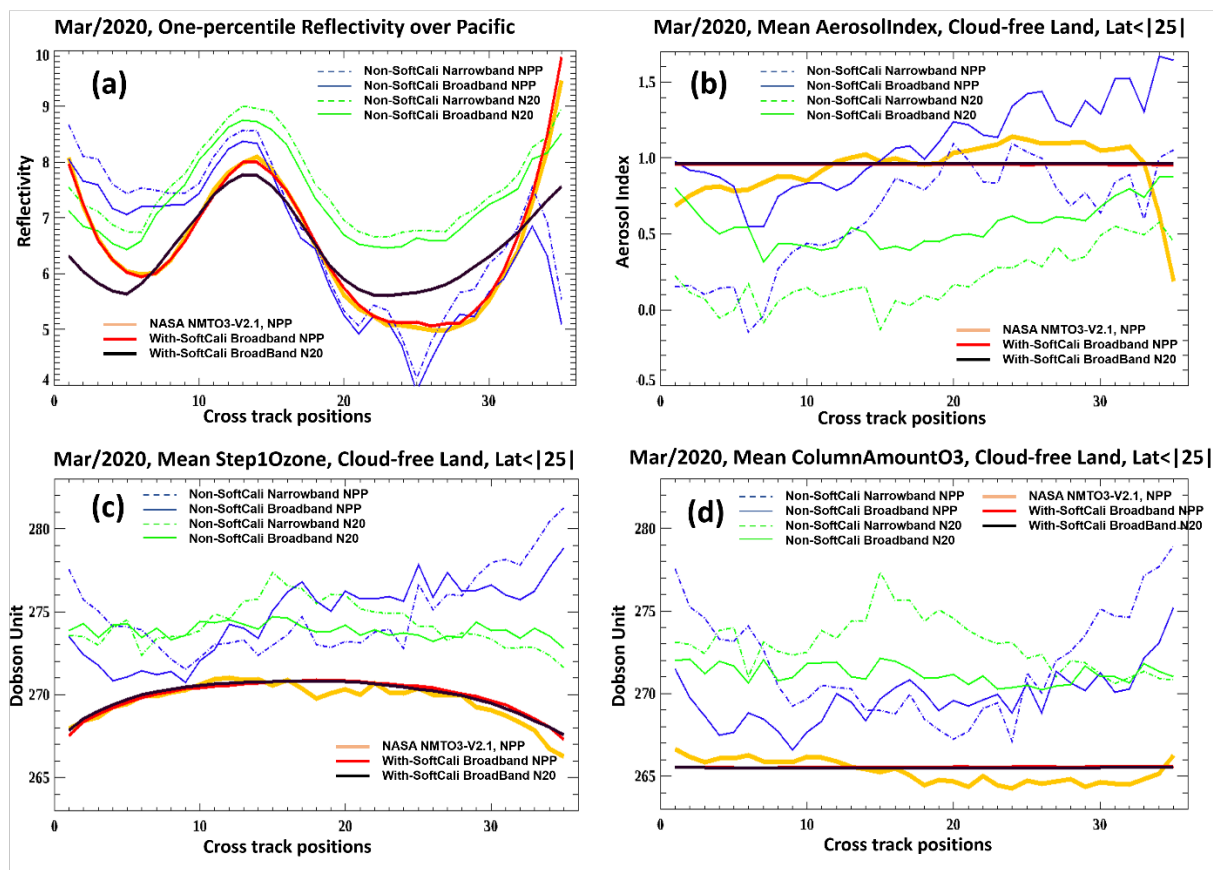 Mar/2020, One-percentile Reflectivity over Pacific
(a)
Non-SoftCali Narrowband NPP
Non-SoftCali Broadband NPP
Non-SoftCali Narrowband N20
Non-SoftCali Broadband N20
10
9
8
7
6
5
4
Reflectivity
NASA NMTO3-V2.1, NPP
With-SoftCali Broadband NPP
With-SoftCali BroadBand N20
0
10
20
30
Cross track positions
Mar/2020, Mean AerosolIndex, Cloud-free Land, Lat<|25|
(b)
Non-SoftCali Narrowband NPP
Non-SoftCali Broadband NPP
Non-SoftCali Narrowband N20
Non-SoftCali Broadband N20
1.5
1.0
0.5
0.0
0.5
Aerosol Index
NASA NMTO3-V2.1, NPP
With-SoftCali Broadband NPP
With-SoftCali BroadBand N20
0
10
20
30
Cross track positions
Mar/2020, Mean Step1Ozone, Cloud-free Land, Lat<|25|
(c)
Non-SoftCali Narrowband NPP
Non-SoftCali Broadband NPP
Non-SoftCali Narrowband N20
Non-SoftCali Broadband N20
280
275
270
265
Dobson Unit
NASA NMTO3-V2.1, NPP
With-SoftCali BroadBand NPP
With-SoftCali BroadBand N20
0
10
20
30
Cross track positions
Mar/2020, Mean ColumnAmountO3, Cloud-free Land, Lat<|25|
(d)
Non-SoftCali Narrowband NPP
Non-SoftCali Broadband NPP
Non-SoftCali Narrowband N20
Non-SoftCali Broadband N20
NASA NMTO3-V2.1, NPP
With-SoftCali Broadband NPP
With-SoftCali BroadBand N20
280
275
270
265
Dobson Unit
0
10
20
30
Cross track positions